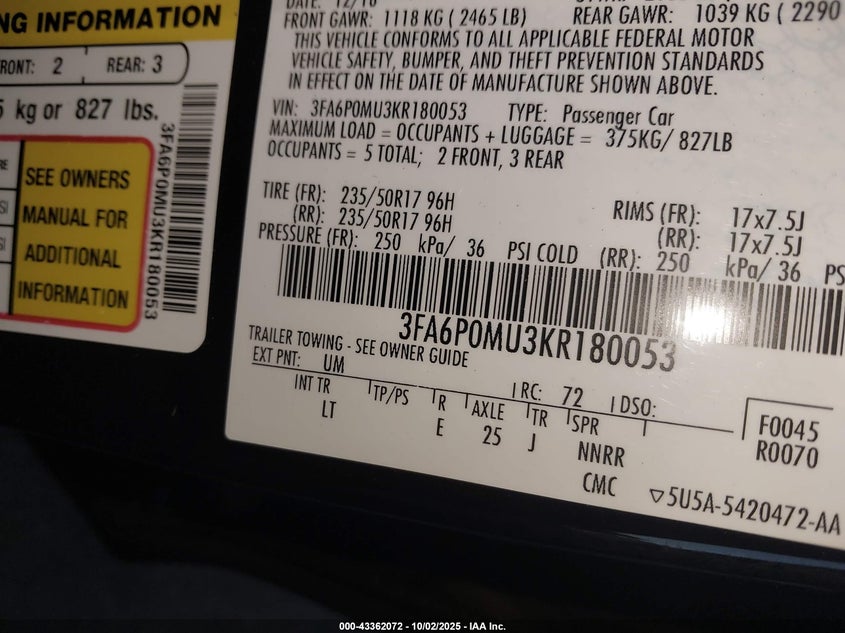 NG INFORMATION
RONT: 2 REAR: 3
kg or 827 lbs.
SEE OWNERS
MANUAL FOR
ADDITIONAL
INFORMATION
3FA6P0MU3KR180053
FRONT GAWR: 1118 KG ( 2465 LB) REAR GAWR: 1039 KG ( 2290
THIS VEHICLE CONFORMS TO ALL APPLICABLE FEDERAL MOTOR
VEHICLE SAFETY, BUMPER, AND THEFT PREVENTION STANDARDS
IN EFFECT ON THE DATE OF MANUFACTURE SHOWN ABOVE.
VIN: 3FA6P0MU3KR180053 TYPE: Passenger Car
MAXIMUM LOAD = OCCUPANTS + LUGGAGE = 375KG/ 827LB
OCCUPANTS = 5 TOTAL; 2 FRONT, 3 REAR
TIRE (FR): 235/50R17 96H RIMS (FR): 17x7.5J
(RR): 235/50R17 96H (RR): 17x7.5J
PRESSURE (FR): 250 kPa/ 36 PSI COLD (RR): 250 kPa/ 36 PS
3FA6P0MU3KR180053
TRAILER TOWING - SEE OWNER GUIDE
EXT PNT: UM RC: 72 DSO:
INT TR TP/PS R AXLE TR SPR F0045
LT E 25 J NNRR R0070
CMC 5U5A-5420472-AA
000-43362072 - 10/02/2025 - IAA Inc.